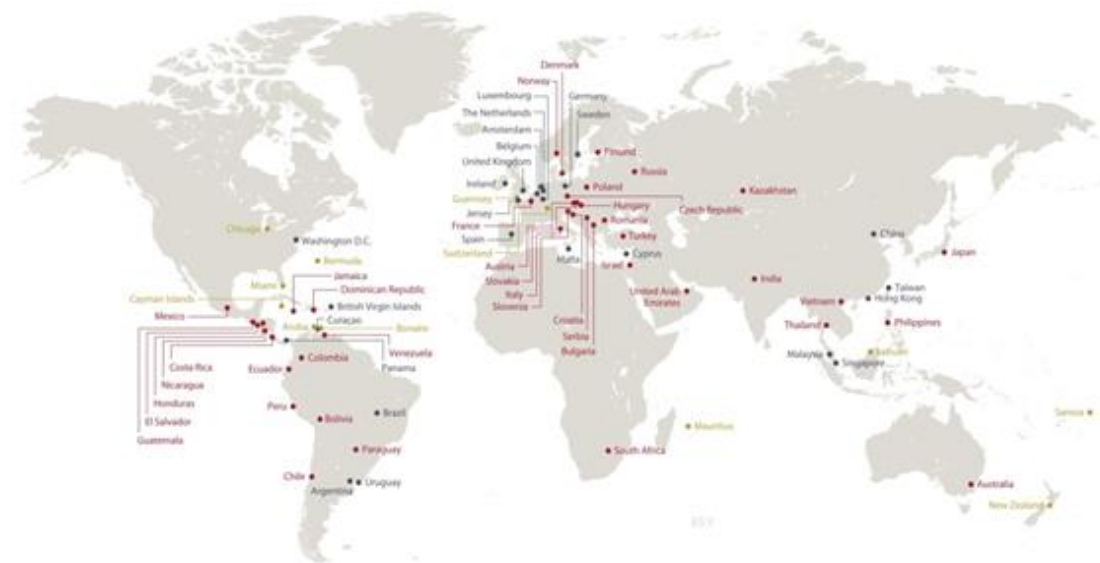 Denmark
Norway
Luxembourg
Germany
The Netherlands
Sweden
Amsterdam
Belgium
United Kingdom
Finland
Russia
Ireland
Poland
Kazakhstan
Guernsey
Hungary
Jersey
Czech Republic
France
Romania
Chicago
Washington D.C.
Spain
Turkey
China
Switzerland
Malta
Cyprus
Japan
Bermuda
Austria
Israel
Jamaica
Slovakia
India
Miami
Dominican Republic
Italy
United Arab
Emirates
Taiwan
Cayman Islands
British Virgin Islands
Slovenia
Vietnam
Hong Kong
Mexico
Curaçao
Croatia
Thailand
Philippines
Aruba
Bonaire
Serbia
Venezuela
Bulgaria
Malaysia
Colombia
Singapore
Costa Rica
Ecuador
Panama
Nicaragua
Honduras
Peru
Brazil
El Salvador
Bolivia
Samoa
Guatemala
Mauritius
Paraguay
South Africa
Chile
Uruguay
Argentina
Australia
New Zealand
KEY